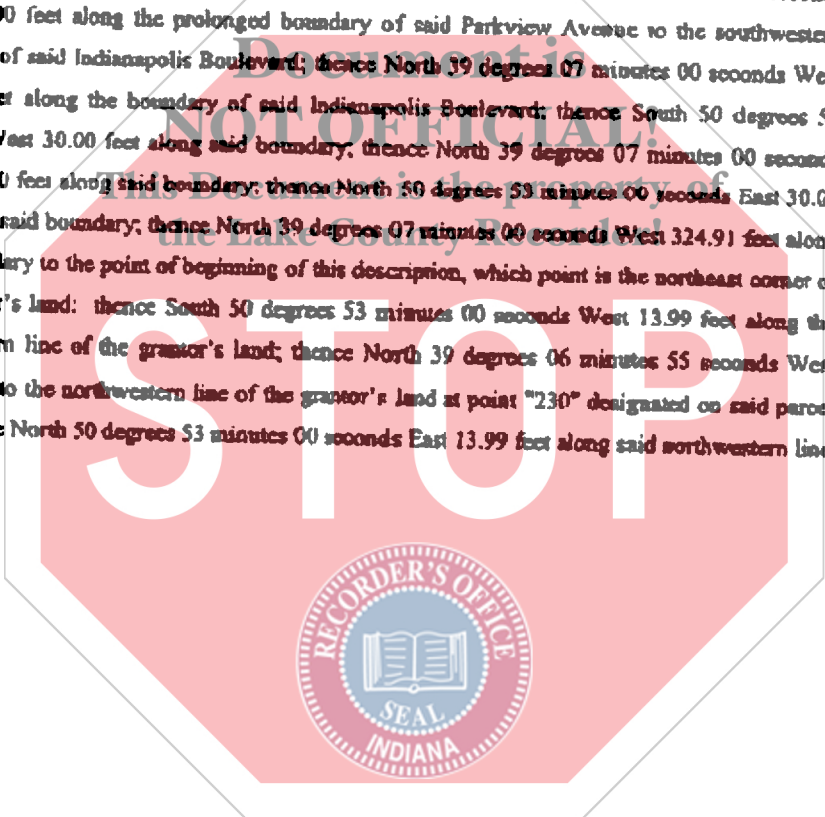 0 feet along the prolonged boundary of said Parkview Avenue to the southwester
of said Indianapolis Boulevard; thence North 39 degrees 07 minutes 00 seconds We
er along the boundary of said Indianapolis Boulevard; thence South 50 degrees 5
West 30.00 feet along said boundary; thence North 39 degrees 07 minutes 00 second
0 feet along said boundary; thence North 50 degrees 53 minutes 00 seconds East 30.0
said boundary; thence North 39 degrees 07 minutes 00 seconds West 324.91 feet alon
lary to the point of beginning of this description, which point is the northeast corner o
r's land: thence South 50 degrees 53 minutes 00 seconds West 13.99 feet along the
n line of the grantor's land; thence North 39 degrees 06 minutes 55 seconds Wes
to the northwestern line of the grantor's land at point "230" designated on said parce
e North 50 degrees 53 minutes 00 seconds East 13.99 feet along said northwestern line
Document is
NOT OFFICIAL!
This Document is the property of
the Lake County Recorder!
STOP
RECORDER'S OFFICE
SEAL
INDIANA